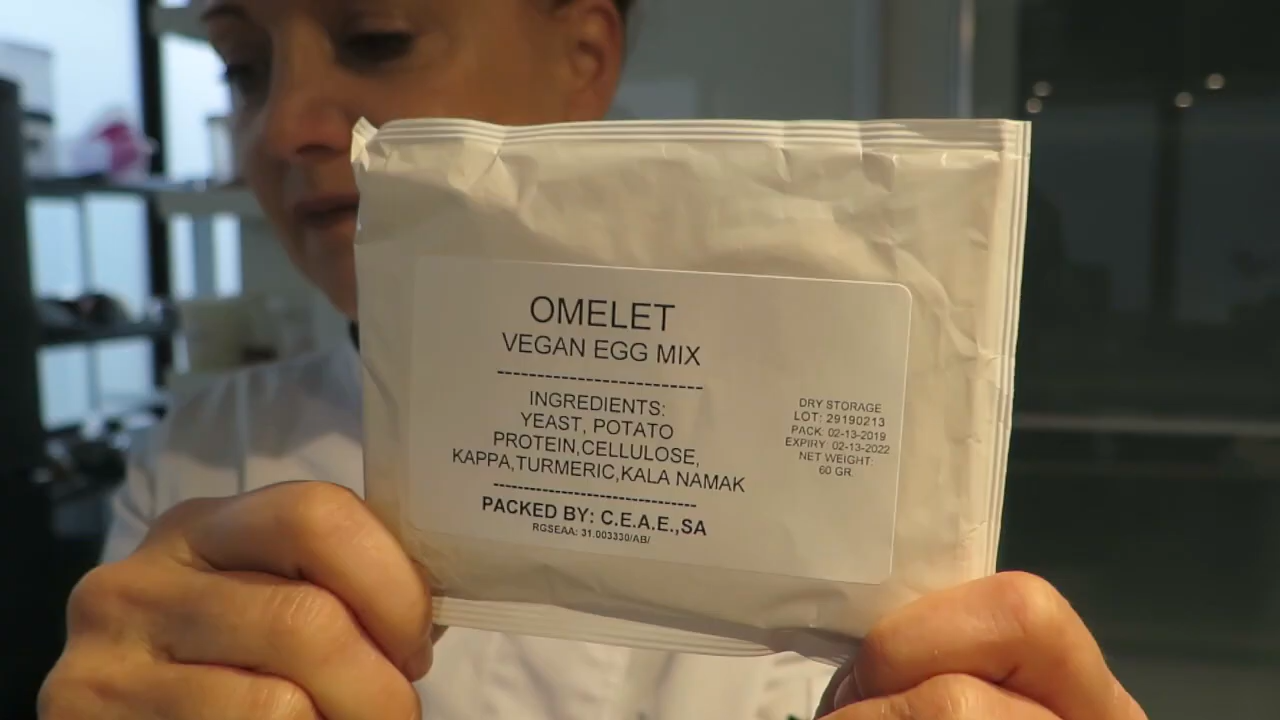 OMELET
VEGAN EGG MIX
INGREDIENTS:
YEAST, POTATO
PROTEIN,CELLULOSE,
KAPPA,TURMERIC,KALA NAMAK
PACKED BY: C.E.A.E.,SA
RGSEAA: 31.003330/AB/
DRY STORAGE
LOT: 29190213
PACK: 02-13-2019
EXPIRY: 02-13-2022
NET WEIGHT:
60 GR.